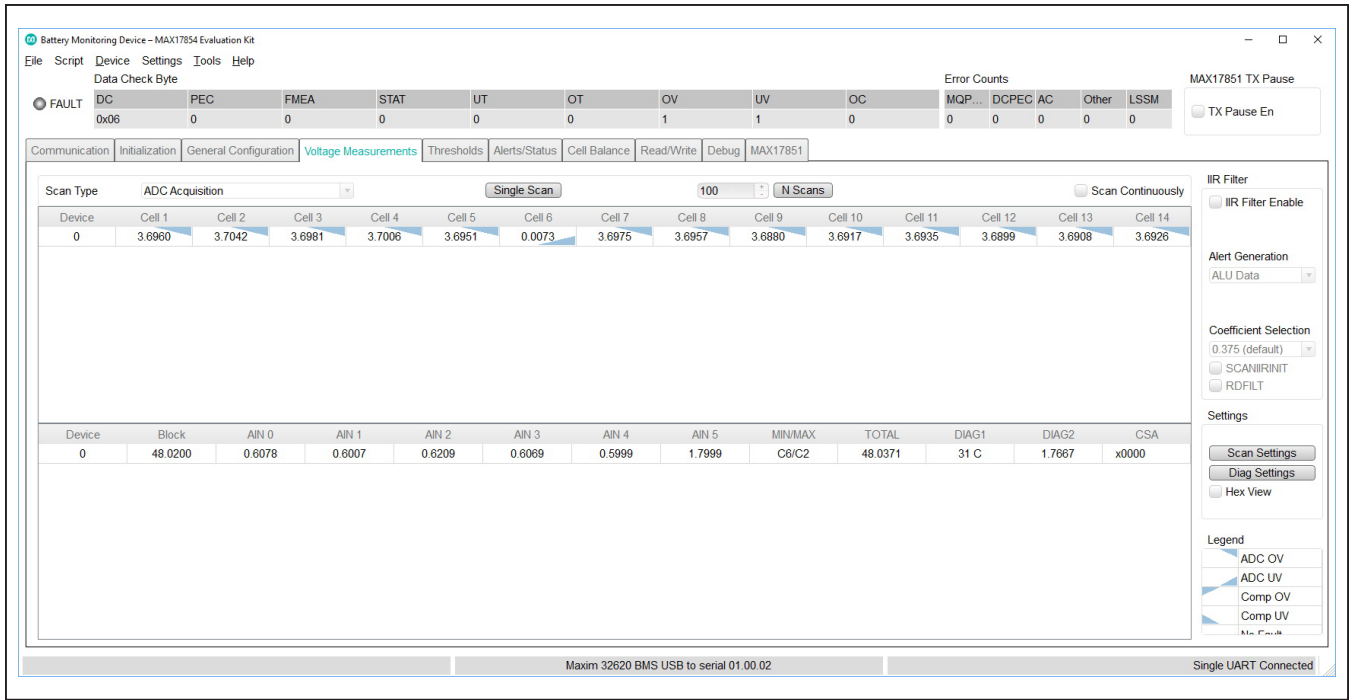 Battery Monitoring Device – MAX17854 Evaluation Kit
File Script Device Settings Tools Help
Data Check Byte Error Counts MAX17851 TX Pause
FAULT DC PEC FMEA STAT UT OT OV UV OC MQP... DCPEC AC Other LSSM
0x06 0 0 0 0 0 1 1 0 0 0 0 0 0 TX Pause En
Communication Initialization General Configuration Voltage Measurements Thresholds Alerts/Status Cell Balance Read/Write Debug MAX17851
Scan Type ADC Acquisition Single Scan 100 N Scans Scan Continuously
Device Cell 1 Cell 2 Cell 3 Cell 4 Cell 5 Cell 6 Cell 7 Cell 8 Cell 9 Cell 10 Cell 11 Cell 12 Cell 13 Cell 14
0 3.6960 3.7042 3.6981 3.7006 3.6951 0.0073 3.6975 3.6957 3.6880 3.6917 3.6935 3.6899 3.6908 3.6926
Device Block AIN 0 AIN 1 AIN 2 AIN 3 AIN 4 AIN 5 MIN/MAX TOTAL DIAG1 DIAG2 CSA
0 48.0200 0.6078 0.6007 0.6209 0.6069 0.5999 1.7999 C6/C2 48.0371 31 C 1.7667 x0000
IIR Filter
IIR Filter Enable
Alert Generation
ALU Data
Coefficient Selection
0.375 (default)
SCANIIRINIT
RDFILT
Settings
Scan Settings
Diag Settings
Hex View
Legend
ADC OV
ADC UV
Comp OV
Comp UV
No Fault
Maxim 32620 BMS USB to serial 01.00.02 Single UART Connected